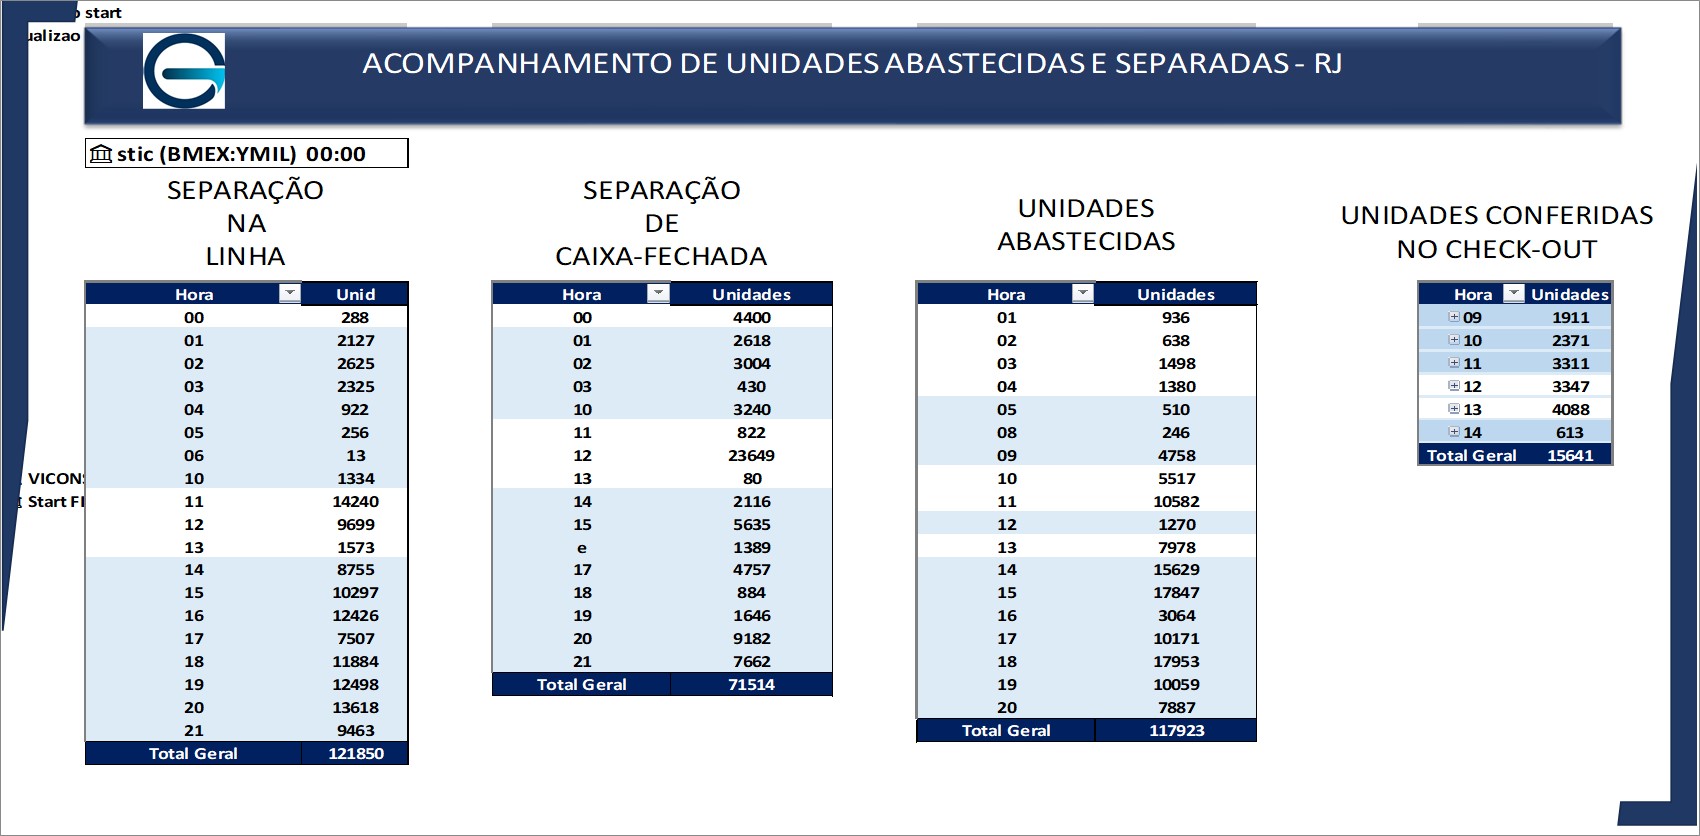 start
ualizao
ACOMPANHAMENTO DE UNIDADES ABASTECIDAS E SEPARADAS - RJ
stic (BMEX:YMIL) 00:00
SEPARAÇÃO
NA
LINHA
Hora Unid
00 288
01 2127
02 2625
03 2325
04 922
05 256
06 13
10 1334
11 14240
12 9699
13 1573
14 8755
15 10297
16 12426
17 7507
18 11884
19 12498
20 13618
21 9463
Total Geral 121850
VICONS
Start FI
SEPARAÇÃO
DE
CAIXA-FECHADA
Hora Unidades
00 4400
01 2618
02 3004
03 430
10 3240
11 822
12 23649
13 80
14 2116
15 5635
e 1389
17 4757
18 884
19 1646
20 9182
21 7662
Total Geral 71514
UNIDADES
ABASTECIDAS
Hora Unidades
01 936
02 638
03 1498
04 1380
05 510
08 246
09 4758
10 5517
11 10582
12 1270
13 7978
14 15629
15 17847
16 3064
17 10171
18 17953
19 10059
20 7887
Total Geral 117923
UNIDADES CONFERIDAS
NO CHECK-OUT
Hora Unidades
09 1911
10 2371
11 3311
12 3347
13 4088
14 613
Total Geral 15641